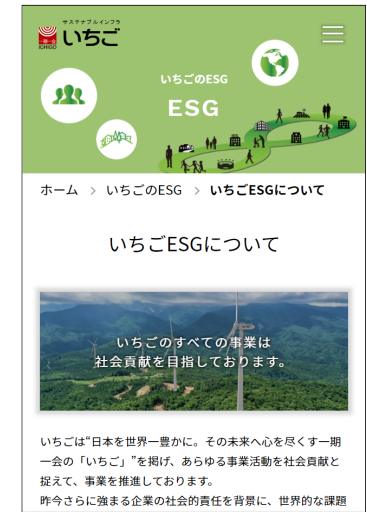 サステナブルインフラ
いちご
一期一会
ICHIGO
いちごのESG
ESG
ホーム > いちごのESG > いちごESGについて
いちごESGについて
いちごのすべての事業は
社会貢献を目指しております。
いちごは“日本を世界一豊かに。その未来へ心を尽くす一期
一会の「いちご」”を掲げ、あらゆる事業活動を社会貢献と
捉えて、事業を推進しております。
昨今さらに強まる企業の社会的責任を背景に、世界的な課題